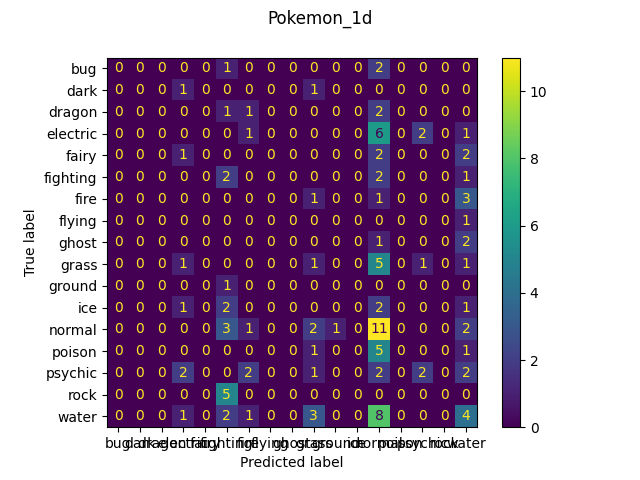 Pokemon_1d
bug 0 0 0 0 0 1 0 0 0 0 0 0 2 0 0 0 0
dark 0 0 0 1 0 0 0 0 0 1 0 0 0 0 0 0 0
dragon 0 0 0 0 0 1 1 0 0 0 0 0 2 0 0 0 0
electric 0 0 0 0 0 0 1 0 0 0 0 0 6 0 2 0 1
fairy 0 0 0 1 0 0 0 0 0 0 0 0 2 0 0 0 2
fighting 0 0 0 0 0 2 0 0 0 0 0 0 2 0 0 0 1
fire 0 0 0 0 0 0 0 0 0 1 0 0 1 0 0 0 3
flying 0 0 0 0 0 0 0 0 0 0 0 0 0 0 0 0 1
ghost 0 0 0 0 0 0 0 0 0 0 0 0 1 0 0 0 2
grass 0 0 0 1 0 0 0 0 0 1 0 0 5 0 1 0 1
ground 0 0 0 0 0 1 0 0 0 0 0 0 0 0 0 0 0
ice 0 0 0 1 0 2 0 0 0 0 0 0 2 0 0 0 1
normal 0 0 0 0 0 3 1 0 0 2 1 0 11 0 0 0 2
poison 0 0 0 0 0 0 0 0 0 1 0 0 5 0 0 0 1
psychic 0 0 0 2 0 0 2 0 0 1 0 0 2 0 2 0 2
rock 0 0 0 0 0 5 0 0 0 0 0 0 0 0 0 0 0
water 0 0 0 1 0 2 1 0 0 3 0 0 8 0 0 0 4
bug
Predicted label
True label
10
8
6
4
2
0